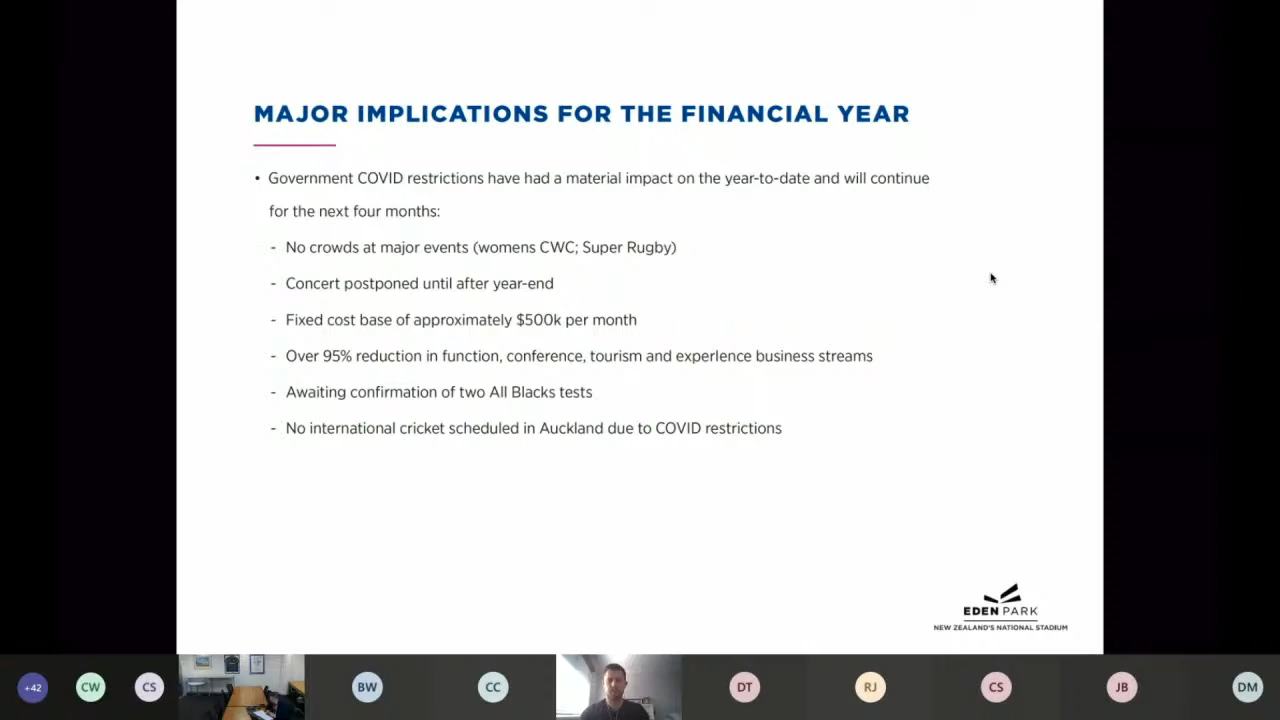 MAJOR IMPLICATIONS FOR THE FINANCIAL YEAR
• Government COVID restrictions have had a material impact on the year-to-date and will continue
for the next four months:
- No crowds at major events (womens CWC; Super Rugby)
- Concert postponed until after year-end
- Fixed cost base of approximately $500k per month
- Over 95% reduction in function, conference, tourism and experience business streams
- Awaiting confirmation of two All Blacks tests
- No international cricket scheduled in Auckland due to COVID restrictions
EDEN PARK
NEW ZEALAND'S NATIONAL STADIUM
+42 CW CS BW CC DT RJ CS JB DM